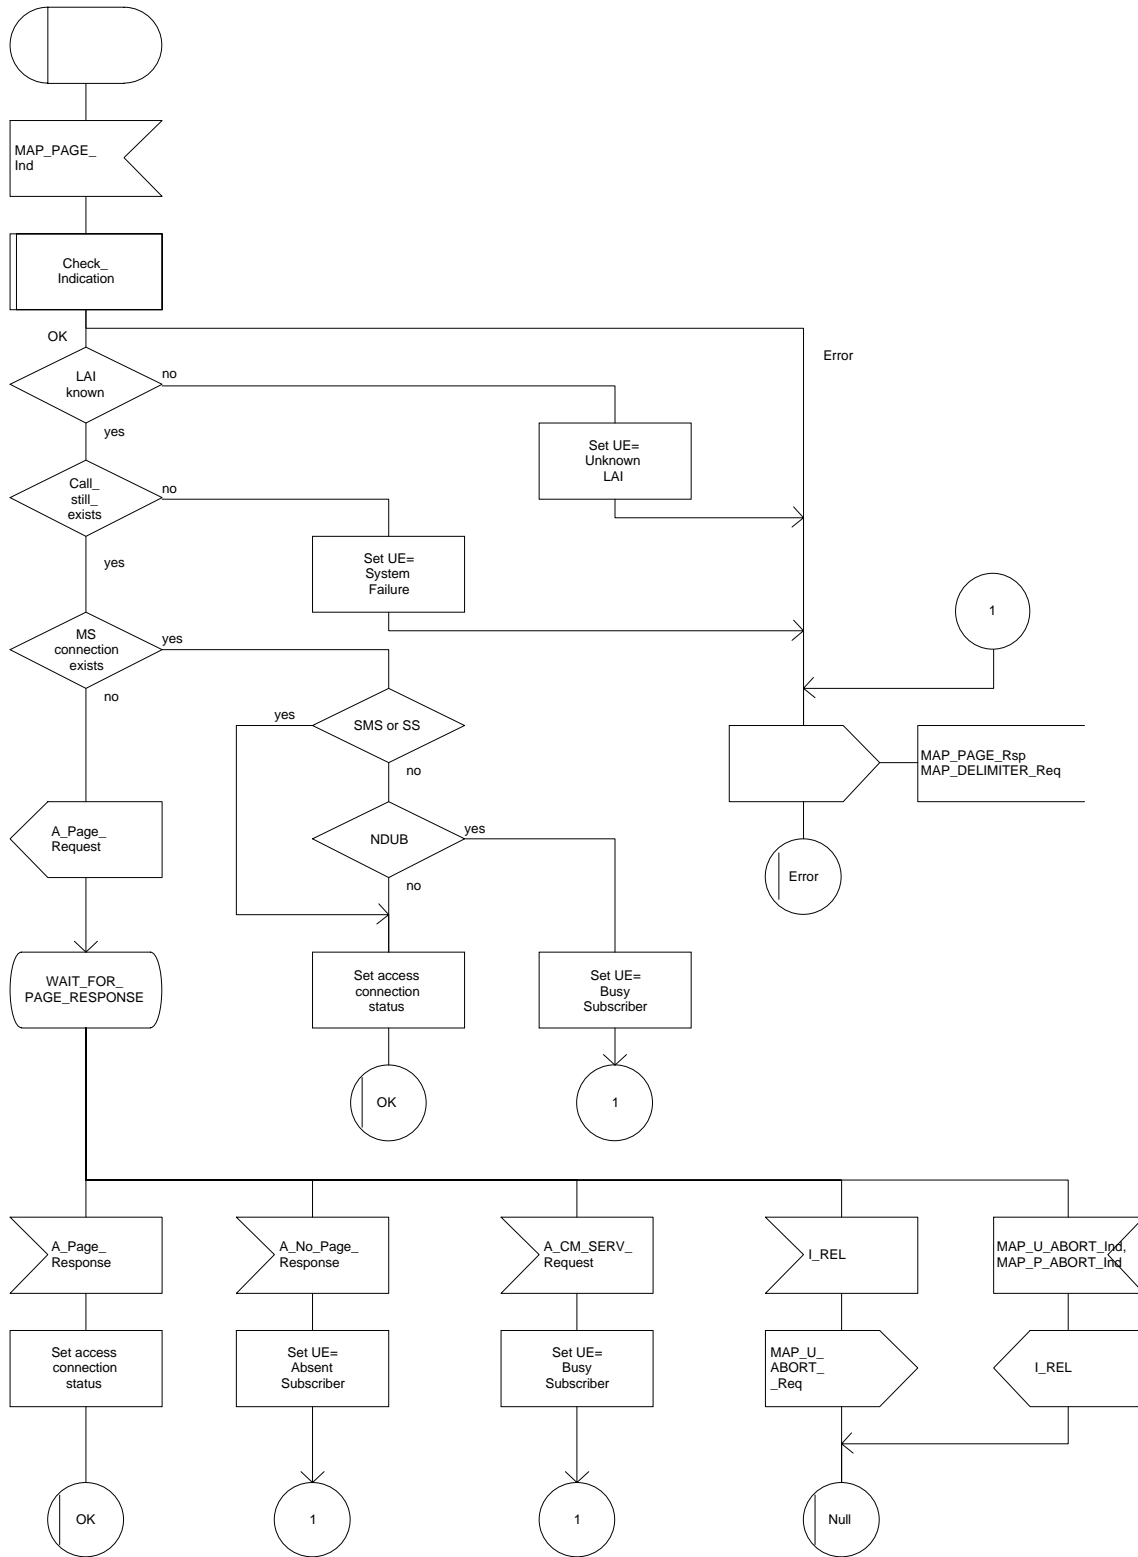 MAP_PAGE_
Ind
Check_
Indication
OK
Error
LAI
known
no
yes
Set UE=
Unknown
LAI
Call_
still_
exists
no
yes
Set UE=
System
Failure
1
MS
connection
exists
yes
no
SMS or SS
yes
no
MAP_PAGE_Rsp
MAP_DELIMITER_Req
A_Page_
Request
NDUB
yes
no
Error
WAIT_FOR_
PAGE_RESPONSE
Set access
connection
status
Set UE=
Busy
Subscriber
OK
1
A_Page_
Response
A_No_Page_
Response
A_CM_SERV_
Request
I_REL
MAP_U_ABORT_Ind,
MAP_P_ABORT_Ind
Set access
connection
status
Set UE=
Absent
Subscriber
Set UE=
Busy
Subscriber
MAP_U_
ABORT_
_Req
I_REL
OK
1
1
Null